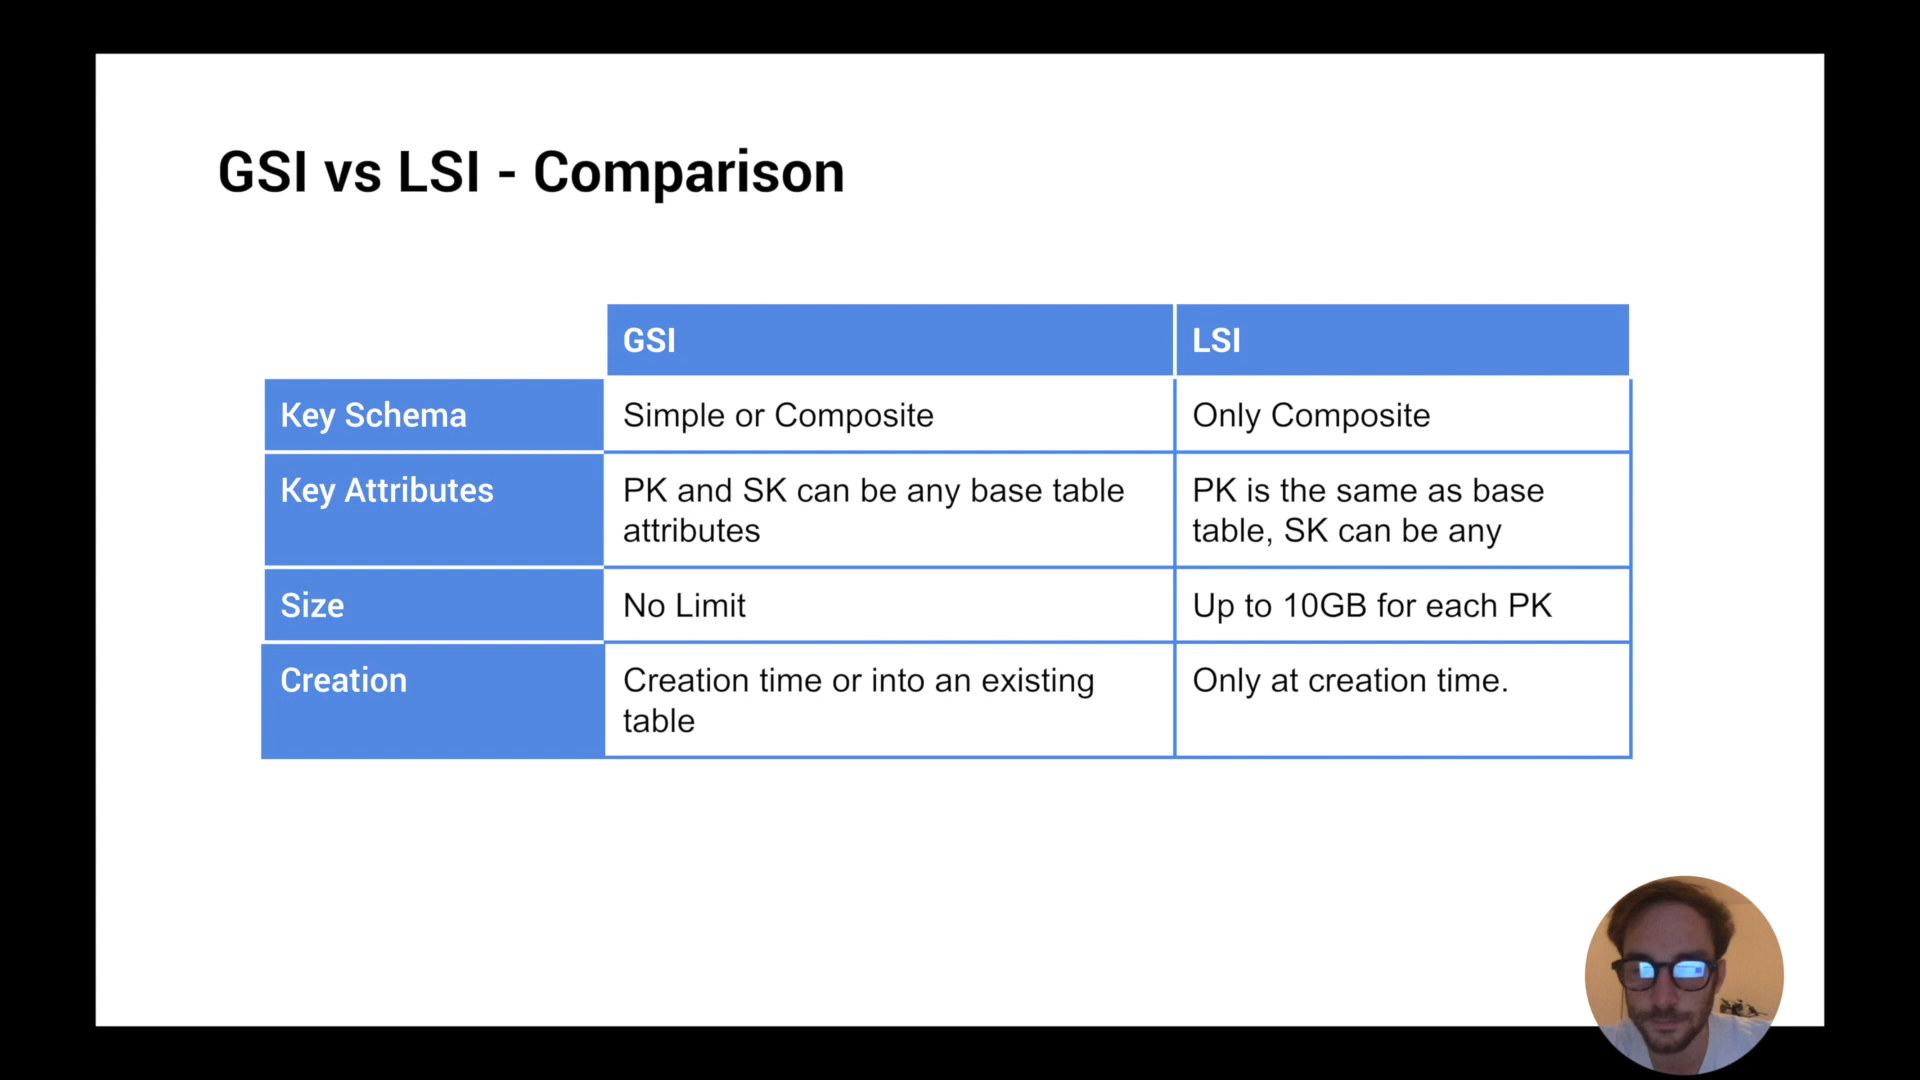 GSI vs LSI - Comparison
GSI
LSI
Key Schema
Simple or Composite
Only Composite
Key Attributes
PK and SK can be any base table
attributes
PK is the same as base
table, SK can be any
Size
No Limit
Up to 10GB for each PK
Creation
Creation time or into an existing
table
Only at creation time.